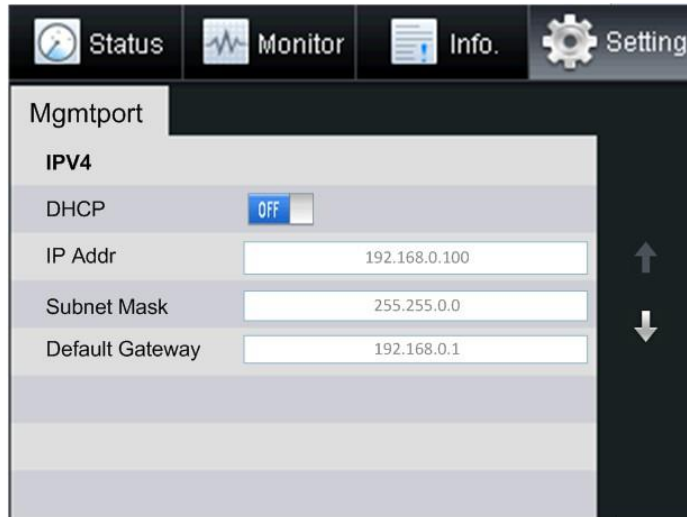 Status Monitor Info. Setting
Mgmtport
IPV4
DHCP OFF
IP Addr 192.168.0.100
Subnet Mask 255.255.0.0
Default Gateway 192.168.0.1